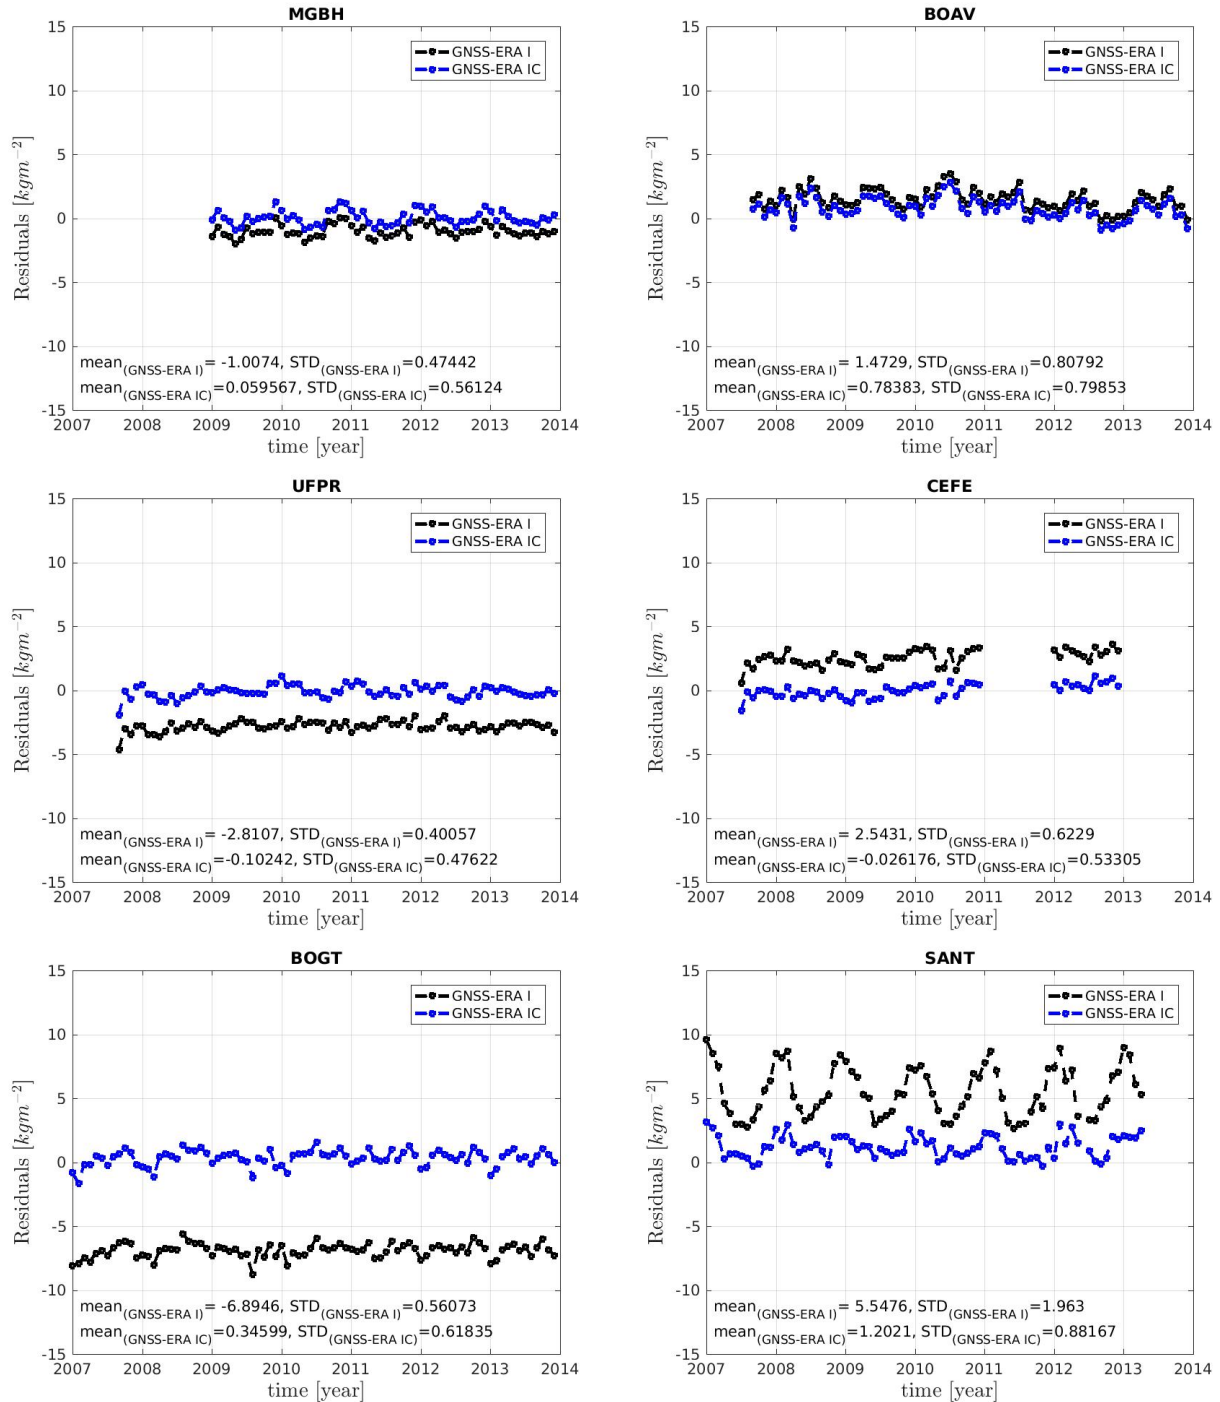 MGBH
GNSS-ERA I
GNSS-ERA IC
15
10
5
0
-5
-10
-15
Residuals [kgm⁻²]
mean(GNSS-ERA I)= -1.0074, STD(GNSS-ERA I)=0.47442
mean(GNSS-ERA IC)=0.059567, STD(GNSS-ERA IC)=0.56124
2007 2008 2009 2010 2011 2012 2013 2014
time [year]
BOAV
GNSS-ERA I
GNSS-ERA IC
15
10
5
0
-5
-10
-15
Residuals [kgm⁻²]
mean(GNSS-ERA I)= 1.4729, STD(GNSS-ERA I)=0.80792
mean(GNSS-ERA IC)=0.78383, STD(GNSS-ERA IC)=0.79853
2007 2008 2009 2010 2011 2012 2013 2014
time [year]
UFPR
GNSS-ERA I
GNSS-ERA IC
15
10
5
0
-5
-10
-15
Residuals [kgm⁻²]
mean(GNSS-ERA I)= -2.8107, STD(GNSS-ERA I)=0.40057
mean(GNSS-ERA IC)=-0.10242, STD(GNSS-ERA IC)=0.47622
2007 2008 2009 2010 2011 2012 2013 2014
time [year]
CEFE
GNSS-ERA I
GNSS-ERA IC
15
10
5
0
-5
-10
-15
Residuals [kgm⁻²]
mean(GNSS-ERA I)= 2.5431, STD(GNSS-ERA I)=0.6229
mean(GNSS-ERA IC)=-0.026176, STD(GNSS-ERA IC)=0.53305
2007 2008 2009 2010 2011 2012 2013 2014
time [year]
BOGT
GNSS-ERA I
GNSS-ERA IC
15
10
5
0
-5
-10
-15
Residuals [kgm⁻²]
mean(GNSS-ERA I)= -6.8946, STD(GNSS-ERA I)=0.56073
mean(GNSS-ERA IC)=0.34599, STD(GNSS-ERA IC)=0.61835
2007 2008 2009 2010 2011 2012 2013 2014
time [year]
SANT
GNSS-ERA I
GNSS-ERA IC
15
10
5
0
-5
-10
-15
Residuals [kgm⁻²]
mean(GNSS-ERA I)= 5.5476, STD(GNSS-ERA I)=1.963
mean(GNSS-ERA IC)=1.2021, STD(GNSS-ERA IC)=0.88167
2007 2008 2009 2010 2011 2012 2013 2014
time [year]